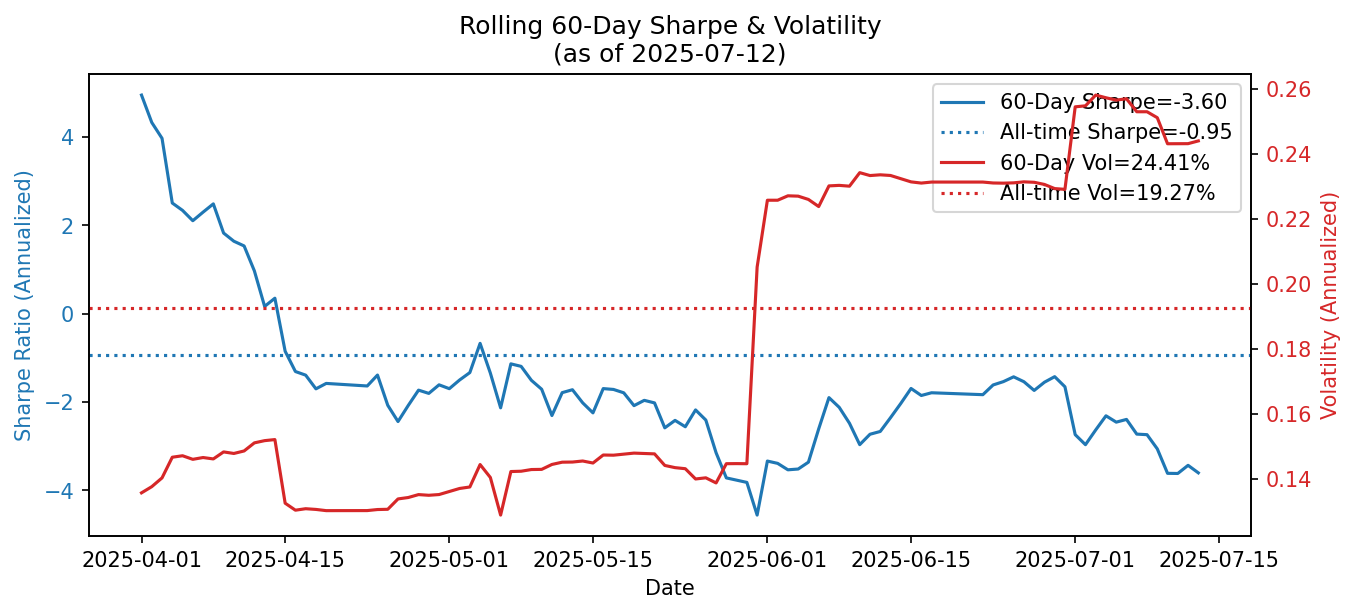 Rolling 60-Day Sharpe & Volatility
(as of 2025-07-12)
60-Day Sharpe=-3.60
All-time Sharpe=-0.95
60-Day Vol=24.41%
All-time Vol=19.27%
Sharpe Ratio (Annualized)
4
2
0
−2
−4
0.26
0.24
0.22
0.20
0.18
0.16
0.14
Volatility (Annualized)
2025-04-01 2025-04-15 2025-05-01 2025-05-15 2025-06-01 2025-06-15 2025-07-01 2025-07-15
Date